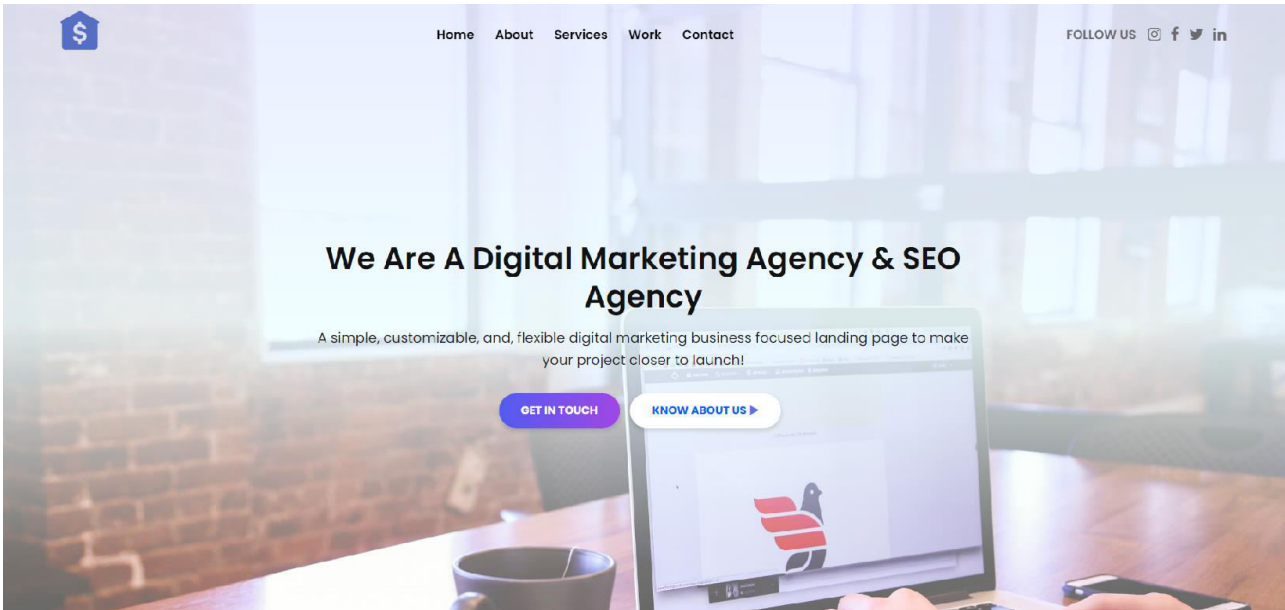 $
Home About Services Work Contact
FOLLOW US
We Are A Digital Marketing Agency & SEO
Agency
A simple, customizable, and, flexible digital marketing business focused landing page to make
your project closer to launch!
GET IN TOUCH
KNOW ABOUT US